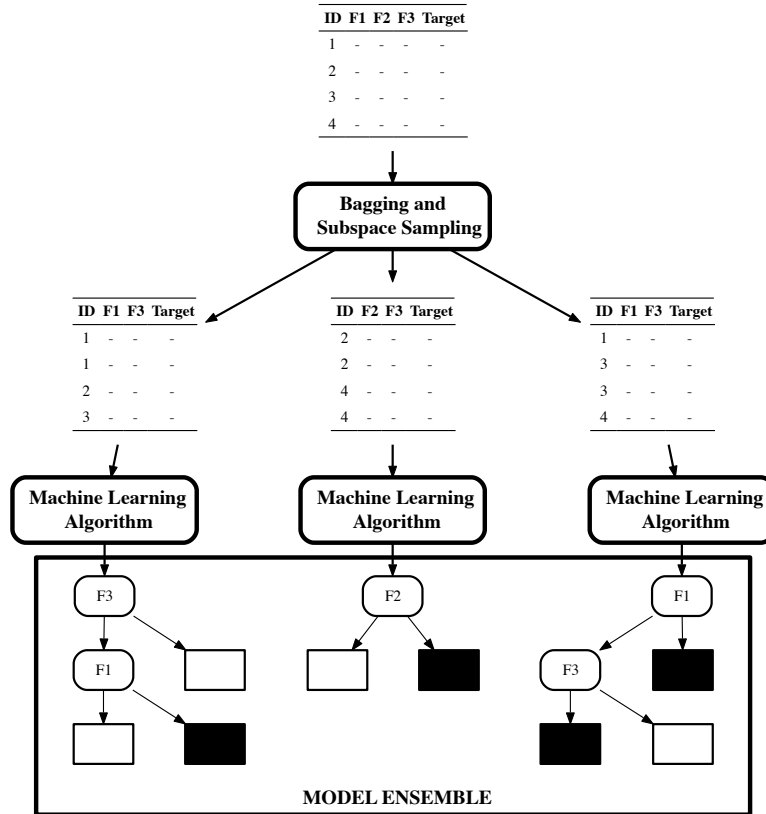 ID F1 F2 F3 Target
1 - - - -
2 - - - -
3 - - - -
4 - - - -
Bagging and
Subspace Sampling
ID F1 F3 Target
1 - - -
1 - - -
2 - - -
3 - - -
ID F2 F3 Target
2 - - -
2 - - -
4 - - -
4 - - -
ID F1 F3 Target
1 - - -
3 - - -
3 - - -
4 - - -
Machine Learning
Algorithm
Machine Learning
Algorithm
Machine Learning
Algorithm
F3
F2
F1
F1
F3
MODEL ENSEMBLE